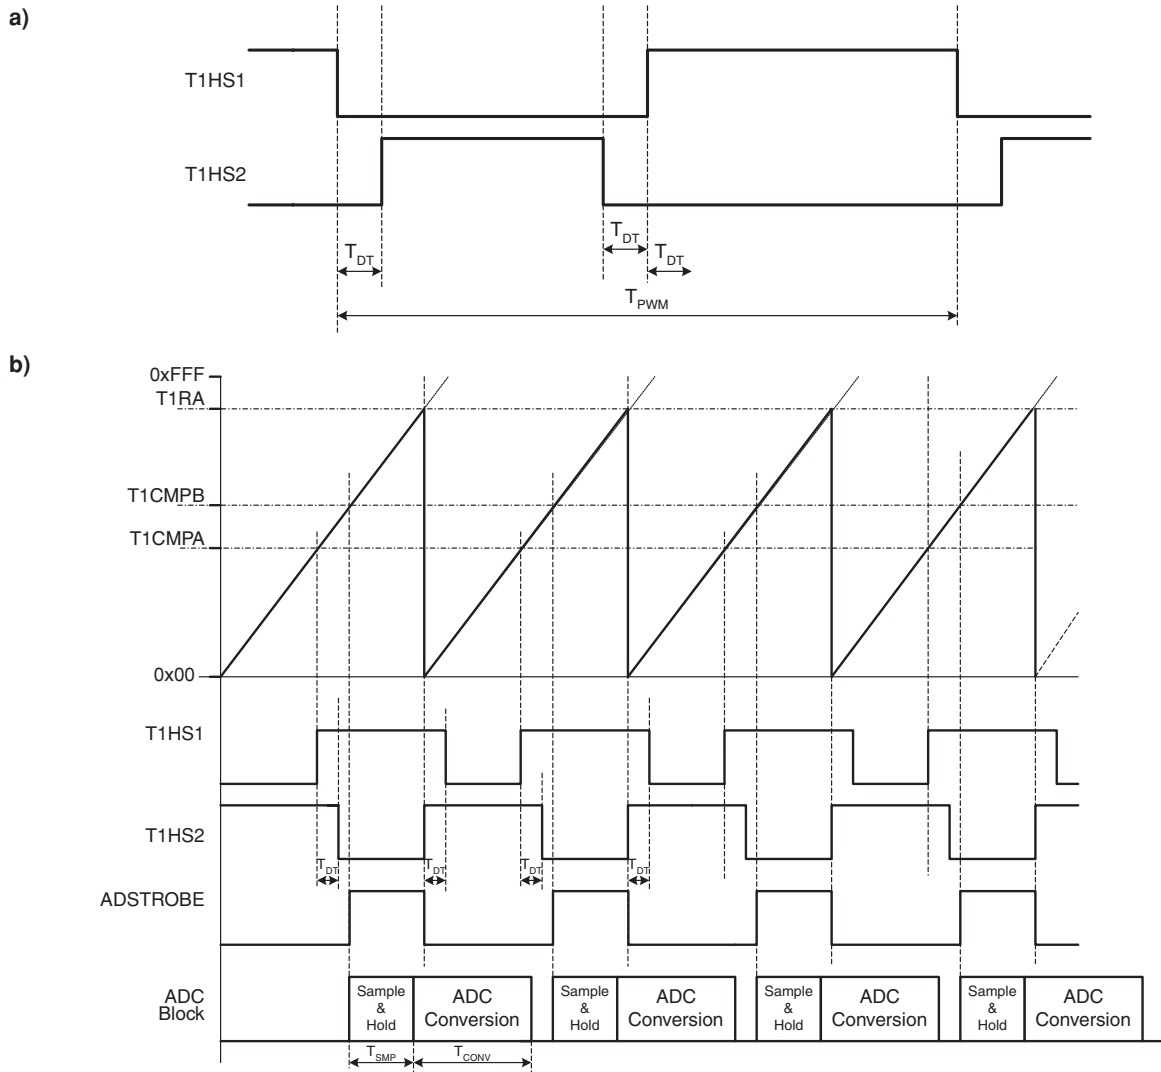 a)
T1HS1
T1HS2
TDT
TDT
TDT
TPWM
b)
0xFFF
T1RA
T1CMPB
T1CMPA
0x00
T1HS1
T1HS2
TDT
TDT
TDT
TDT
ADSTROBE
ADC
Block
Sample
&
Hold
ADC
Conversion
Sample
&
Hold
ADC
Conversion
Sample
&
Hold
ADC
Conversion
Sample
&
Hold
ADC
Conversion
TSMP
TCONV